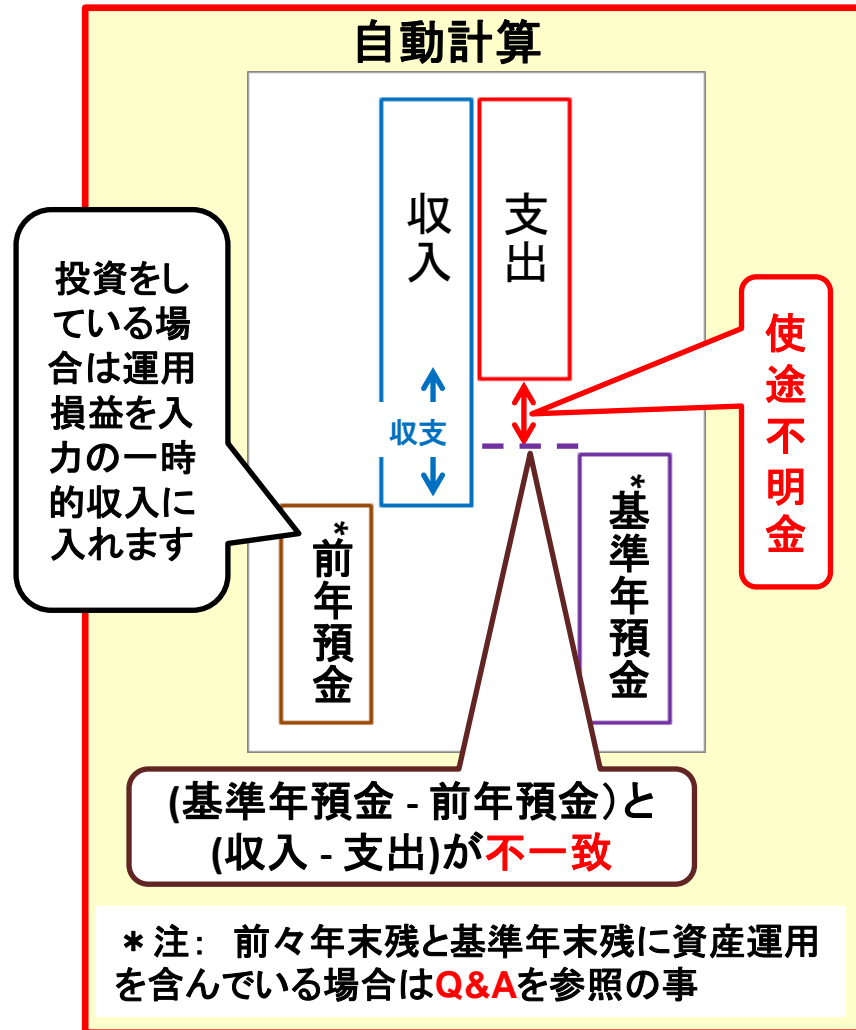 自動計算
収入
支出
投資をし
ている場
合は運用
損益を入
力の一時
的収入に
入れます
収支
使途不明金
*前年預金
*基準年預金
(基準年預金 - 前年預金）と
(収入 - 支出)が不一致
＊注：　前々年末残と基準年末残に資産運用
を含んでいる場合はQ&Aを参照の事